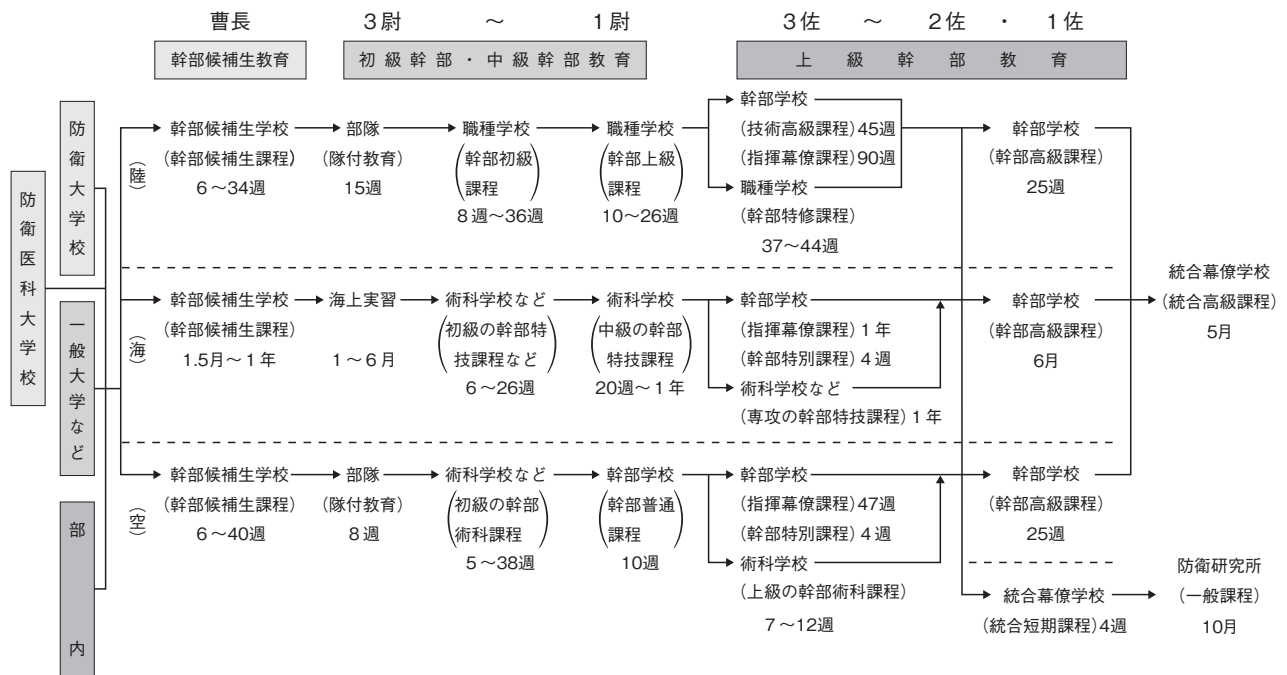 曹長　3尉　～　1尉　3佐　～　2佐　・　1佐
幹部候補生教育　初級幹部・中級幹部教育　上級幹部教育
防衛医科大学校
防衛大学校
一般大学など
部内
(陸)
幹部候補生学校
(幹部候補生課程)
6～34週
部隊
(隊付教育)
15週
職種学校
(幹部初級
課程)
8週～36週
職種学校
(幹部上級
課程)
10～26週
幹部学校
(技術高級課程)45週
(指揮幕僚課程)90週
職種学校
(幹部特修課程)
37～44週
幹部学校
(幹部高級課程)
25週
(海)
幹部候補生学校
(幹部候補生課程)
1.5月～1年
海上実習
1～6月
術科学校など
(初級の幹部特
技課程など)
6～26週
術科学校
(中級の幹部
特技課程)
20週～1年
幹部学校
(指揮幕僚課程)1年
(幹部特別課程)4週
術科学校など
(専攻の幹部特技課程)1年
幹部学校
(幹部高級課程)
6月
統合幕僚学校
(統合高級課程)
5月
(空)
幹部候補生学校
(幹部候補生課程)
6～40週
部隊
(隊付教育)
8週
術科学校など
(初級の幹部
術科課程)
5～38週
幹部学校
(幹部普通
課程)
10週
幹部学校
(指揮幕僚課程)47週
(幹部特別課程)4週
術科学校
(上級の幹部術科課程)
7～12週
幹部学校
(幹部高級課程)
25週
統合幕僚学校
(統合短期課程)4週
防衛研究所
(一般課程)
10月